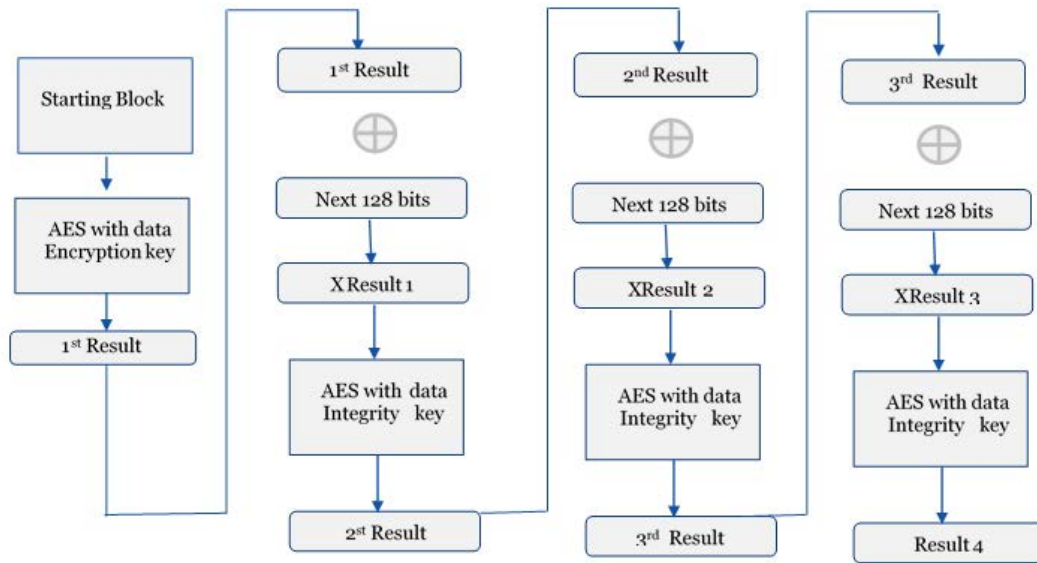 Starting Block
AES with data
Encryption key
1st Result
1st Result
Next 128 bits
XResult 1
AES with data
Integrity key
2st Result
2nd Result
Next 128 bits
XResult 2
AES with data
Integrity key
3rd Result
3rd Result
Next 128 bits
XResult 3
AES with data
Integrity key
Result 4